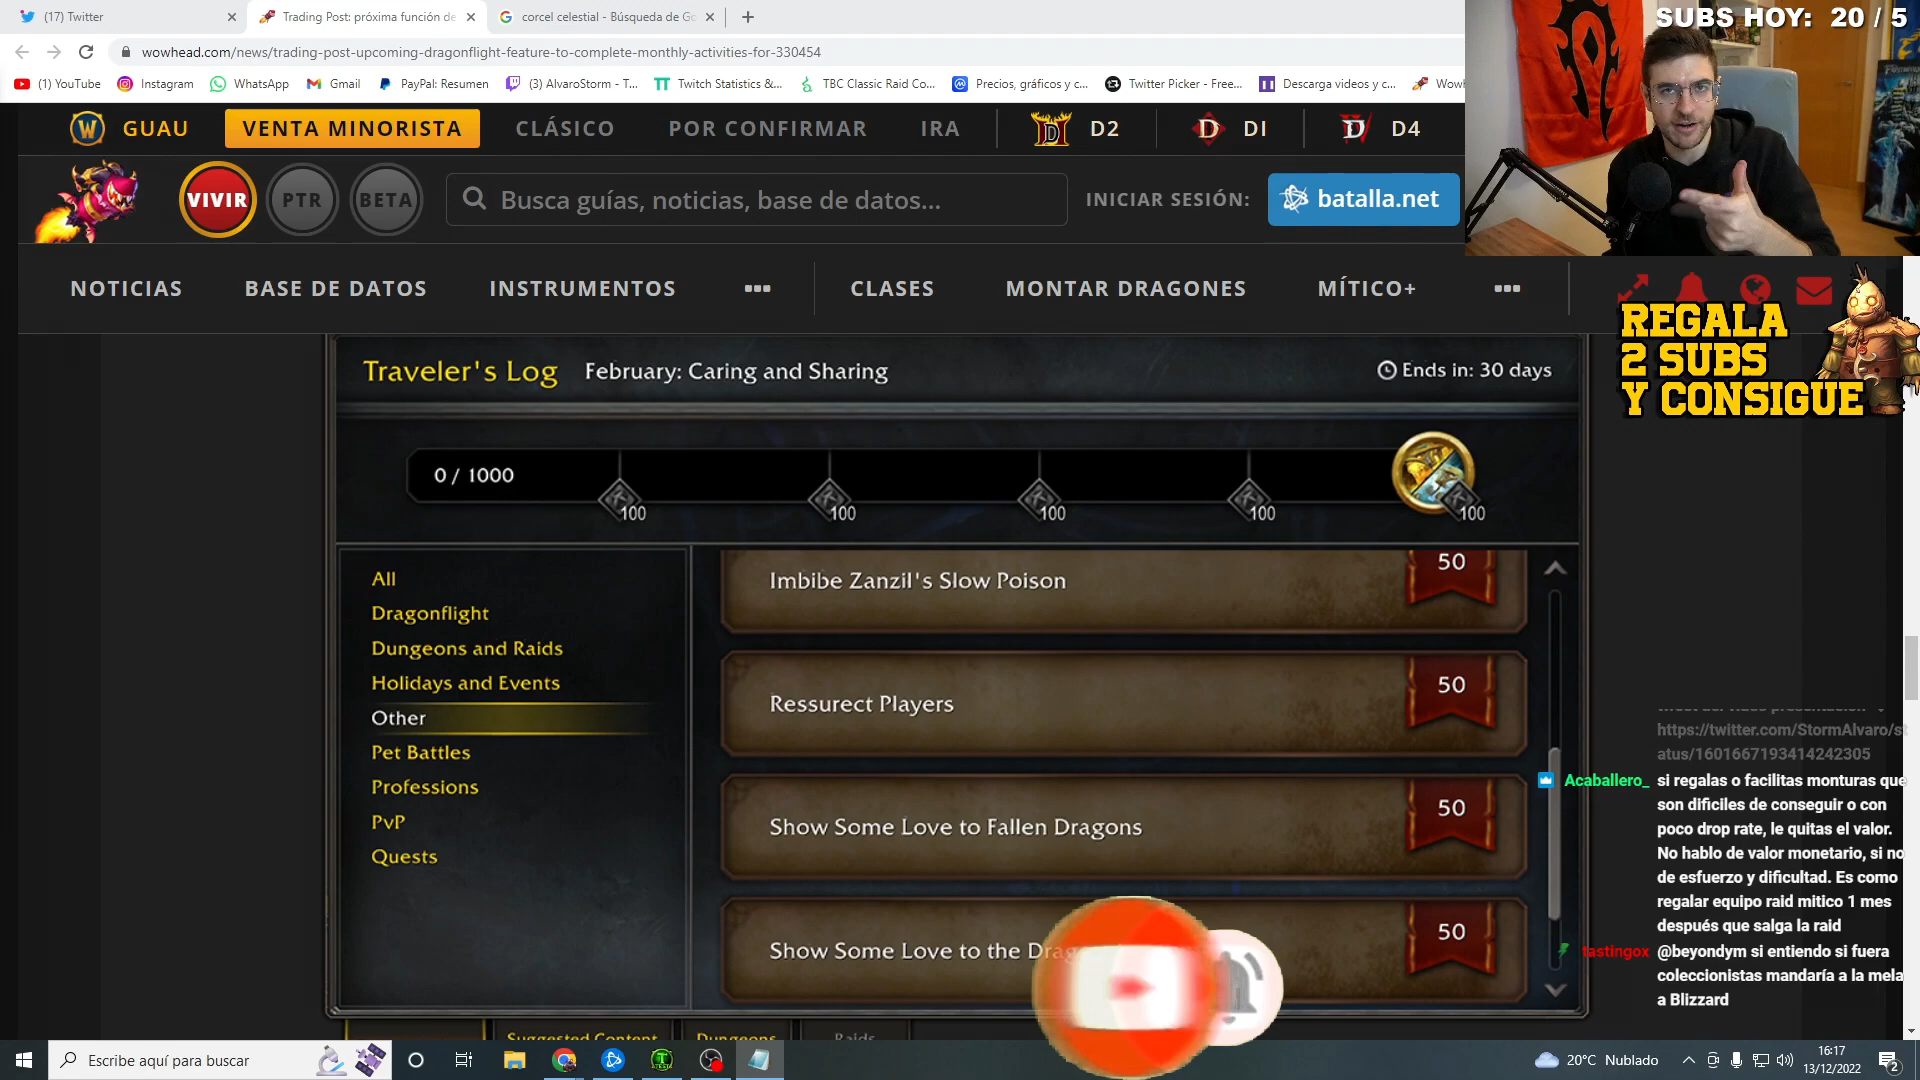 (17) Twitter
Trading Post: próxima función de
corcel celestial - Búsqueda de Go
wowhead.com/news/trading-post-upcoming-dragonflight-feature-to-complete-monthly-activities-for-330454
(1) YouTube
Instagram
WhatsApp
Gmail
PayPal: Resumen
(3) AlvaroStorm - T...
Twitch Statistics &...
TBC Classic Raid Co...
Precios, gráficos y c...
Twitter Picker - Free...
Descarga videos y c...
Wowh
SUBS HOY: 20 / 5
GUAU
VENTA MINORISTA
CLÁSICO
POR CONFIRMAR
IRA
D2
DI
D4
VIVIR
PTR
BETA
Busca guías, noticias, base de datos...
INICIAR SESIÓN:
batalla.net
NOTICIAS
BASE DE DATOS
INSTRUMENTOS
CLASES
MONTAR DRAGONES
MÍTICO+
REGALA
2 SUBS
Y CONSIGUE
Traveler's Log
February: Caring and Sharing
Ends in: 30 days
0 / 1000
100
100
100
100
100
All
Dragonflight
Dungeons and Raids
Holidays and Events
Other
Pet Battles
Professions
PvP
Quests
Imbibe Zanzil's Slow Poison
50
Ressurect Players
50
Show Some Love to Fallen Dragons
50
Show Some Love to the
50
Suggested Content
Dungeons
Raids
https://twitter.com/StormAlvaro/st
atus/1601667193414242305
Acaballero_ si regalas o facilitas monturas que
son dificiles de conseguir o con
poco drop rate, le quitas el valor.
No hablo de valor monetario, si no
de esfuerzo y dificultad. Es como
regalar equipo raid mitico 1 mes
después que salga la raid
tastingox @beyondym si entiendo si fuera
coleccionistas mandaría a la mela
a Blizzard
Escribe aquí para buscar
20°C Nublado
16:17
13/12/2022
2